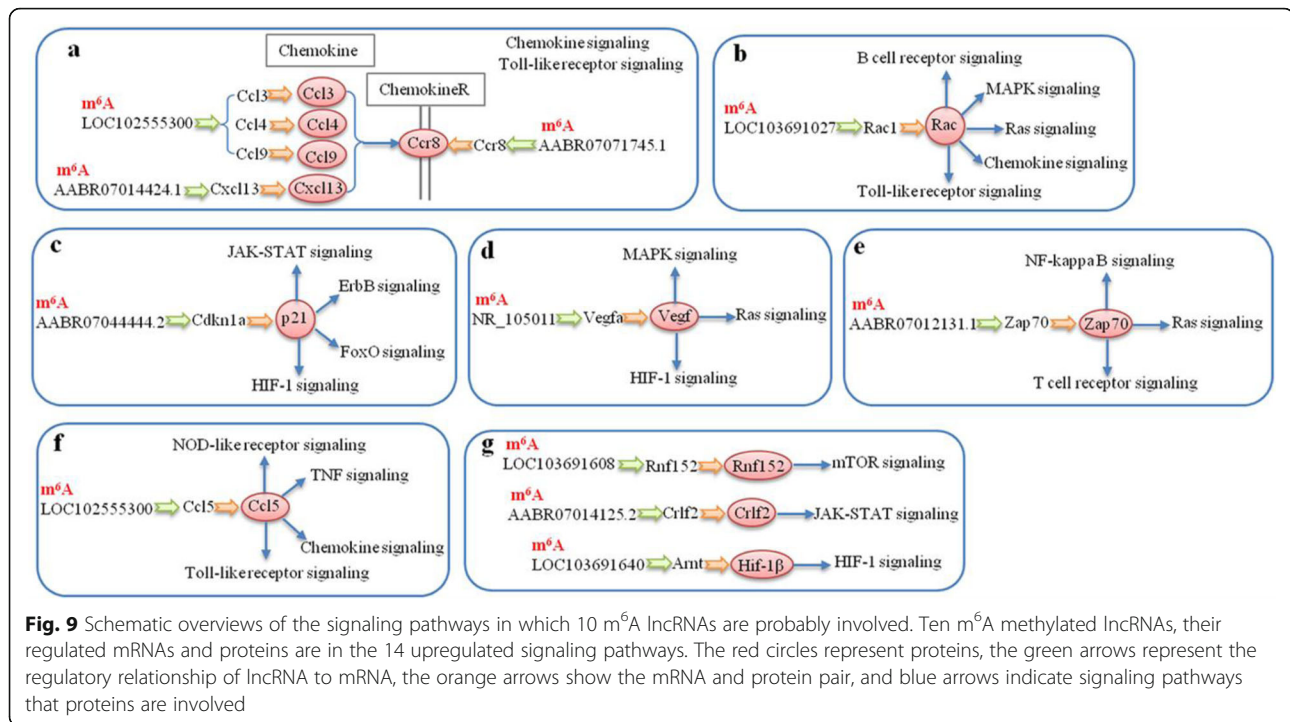 a
Chemokine
Chemokine signaling
Toll-like receptor signaling
ChemokineR
m⁶A
LOC102555300
Ccl3
Ccl3
Ccl4
Ccl4
Ccl9
Ccl9
m⁶A
AABR07014424.1
Cxcl13
Cxcl13
Ccr8
Ccr8
m⁶A
AABR07071745.1
b
B cell receptor signaling
MAPK signaling
m⁶A
LOC103691027
Rac1
Rac
Ras signaling
Chemokine signaling
Toll-like receptor signaling
c
JAK-STAT signaling
ErbB signaling
m⁶A
AABR07044444.2
Cdkn1a
p21
FoxO signaling
HIF-1 signaling
d
MAPK signaling
m⁶A
NR_105011
Vegfa
Vegf
Ras signaling
HIF-1 signaling
e
NF-kappa B signaling
m⁶A
AABR07012131.1
Zap70
Zap70
Ras signaling
T cell receptor signaling
f
NOD-like receptor signaling
TNF signaling
m⁶A
LOC102555300
Ccl5
Ccl5
Chemokine signaling
Toll-like receptor signaling
g
m⁶A
LOC103691608
Rnf152
Rnf152
mTOR signaling
m⁶A
AABR07014125.2
Crlf2
Crlf2
JAK-STAT signaling
m⁶A
LOC103691640
Arnt
Hif-1β
HIF-1 signaling
Fig. 9 Schematic overviews of the signaling pathways in which 10 m⁶A lncRNAs are probably involved. Ten m⁶A methylated lncRNAs, their
regulated mRNAs and proteins are in the 14 upregulated signaling pathways. The red circles represent proteins, the green arrows represent the
regulatory relationship of lncRNA to mRNA, the orange arrows show the mRNA and protein pair, and blue arrows indicate signaling pathways
that proteins are involved